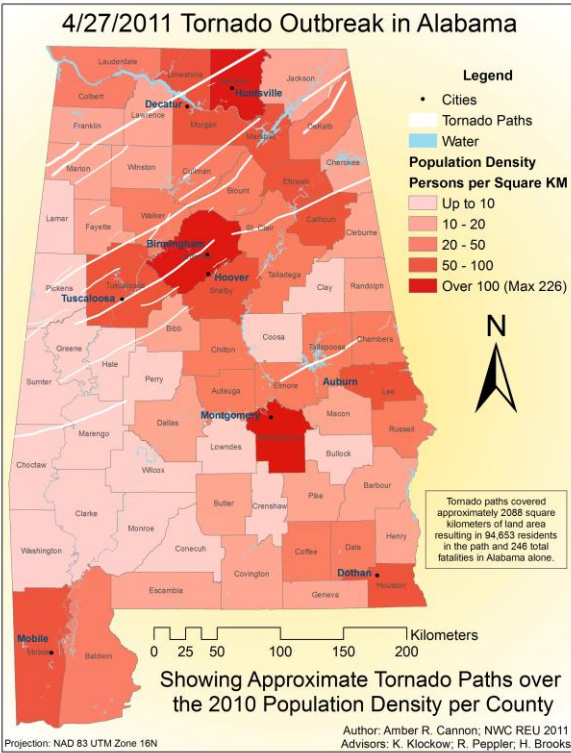 4/27/2011 Tornado Outbreak in Alabama
Legend
Cities
Tornado Paths
Water
Population Density
Persons per Square KM
Up to 10
10 - 20
20 - 50
50 - 100
Over 100 (Max 226)
N
Lauderdale
Limestone
Huntsville
Jackson
Colbert
Decatur
Lawrence
Franklin
Morgan
Marshall
DeKalb
Marion
Winston
Cullman
Cherokee
Etowah
Blount
Lamar
Fayette
Walker
St. Clair
Calhoun
Cleburne
Birmingham
Hoover
Pickens
Tuscaloosa
Tuscaloosa
Shelby
Talladega
Clay
Randolph
Bibb
Greene
Hale
Chilton
Coosa
Tallapoosa
Chambers
Sumter
Perry
Autauga
Elmore
Auburn
Lee
Dallas
Montgomery
Macon
Russell
Marengo
Lowndes
Bullock
Choctaw
Wilcox
Clarke
Butler
Crenshaw
Pike
Barbour
Monroe
Washington
Conecuh
Coffee
Dale
Henry
Covington
Dothan
Houston
Escambia
Geneva
Mobile
Mobile
Baldwin
Tornado paths covered
approximately 2088 square
kilometers of land area
resulting in 94,653 residents
in the path and 246 total
fatalities in Alabama alone.
Kilometers
0 25 50 100 150 200
Showing Approximate Tornado Paths over
the 2010 Population Density per County
Author: Amber R. Cannon; NWC REU 2011
Projection: NAD 83 UTM Zone 16N
Advisors: K. Klockow; R. Peppler; H. Brooks